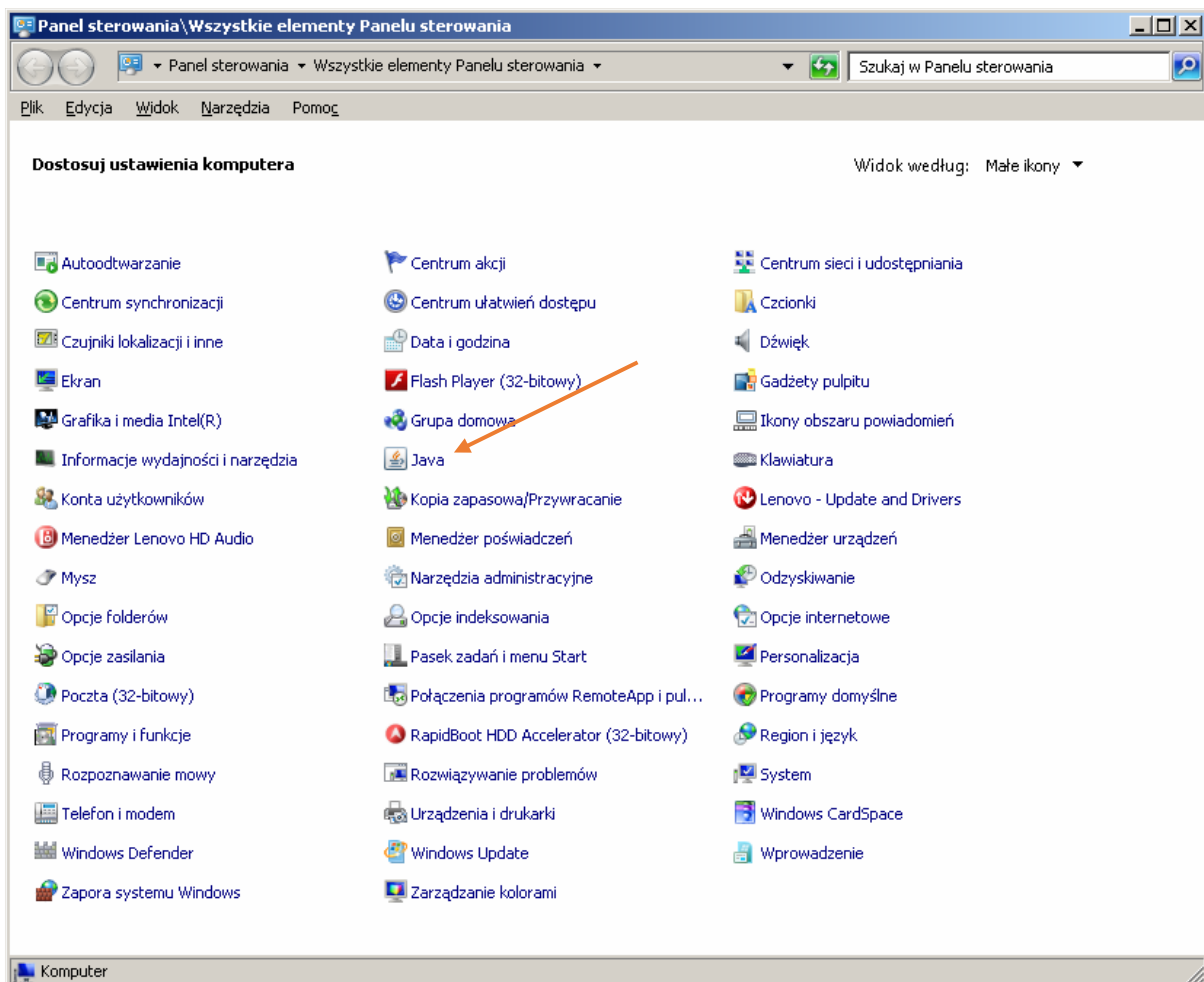 Panel sterowania\Wszystkie elementy Panelu sterowania
Panel sterowania Wszystkie elementy Panelu sterowania Szukaj w Panelu sterowania
Plik Edycja Widok Narzędzia Pomoc
Dostosuj ustawienia komputera Widok według: Małe ikony
Autoodtwarzanie Centrum akcji Centrum sieci i udostępniania
Centrum synchronizacji Centrum ułatwień dostępu Czcionki
Czujniki lokalizacji i inne Data i godzina Dźwięk
Ekran Flash Player (32-bitowy) Gadżety pulpitu
Grafika i media Intel(R) Grupa domowa Ikony obszaru powiadomień
Informacje wydajności i narzędzia Java Klawiatura
Konta użytkowników Kopia zapasowa/Przywracanie Lenovo - Update and Drivers
Menedżer Lenovo HD Audio Menedżer poświadczeń Menedżer urządzeń
Mysz Narzędzia administracyjne Odzyskiwanie
Opcje folderów Opcje indeksowania Opcje internetowe
Opcje zasilania Pasek zadań i menu Start Personalizacja
Poczta (32-bitowy) Połączenia programów RemoteApp i pul... Programy domyślne
Programy i funkcje RapidBoot HDD Accelerator (32-bitowy) Region i język
Rozpoznawanie mowy Rozwiązywanie problemów System
Telefon i modem Urządzenia i drukarki Windows CardSpace
Windows Defender Windows Update Wprowadzenie
Zapora systemu Windows Zarządzanie kolorami
Komputer